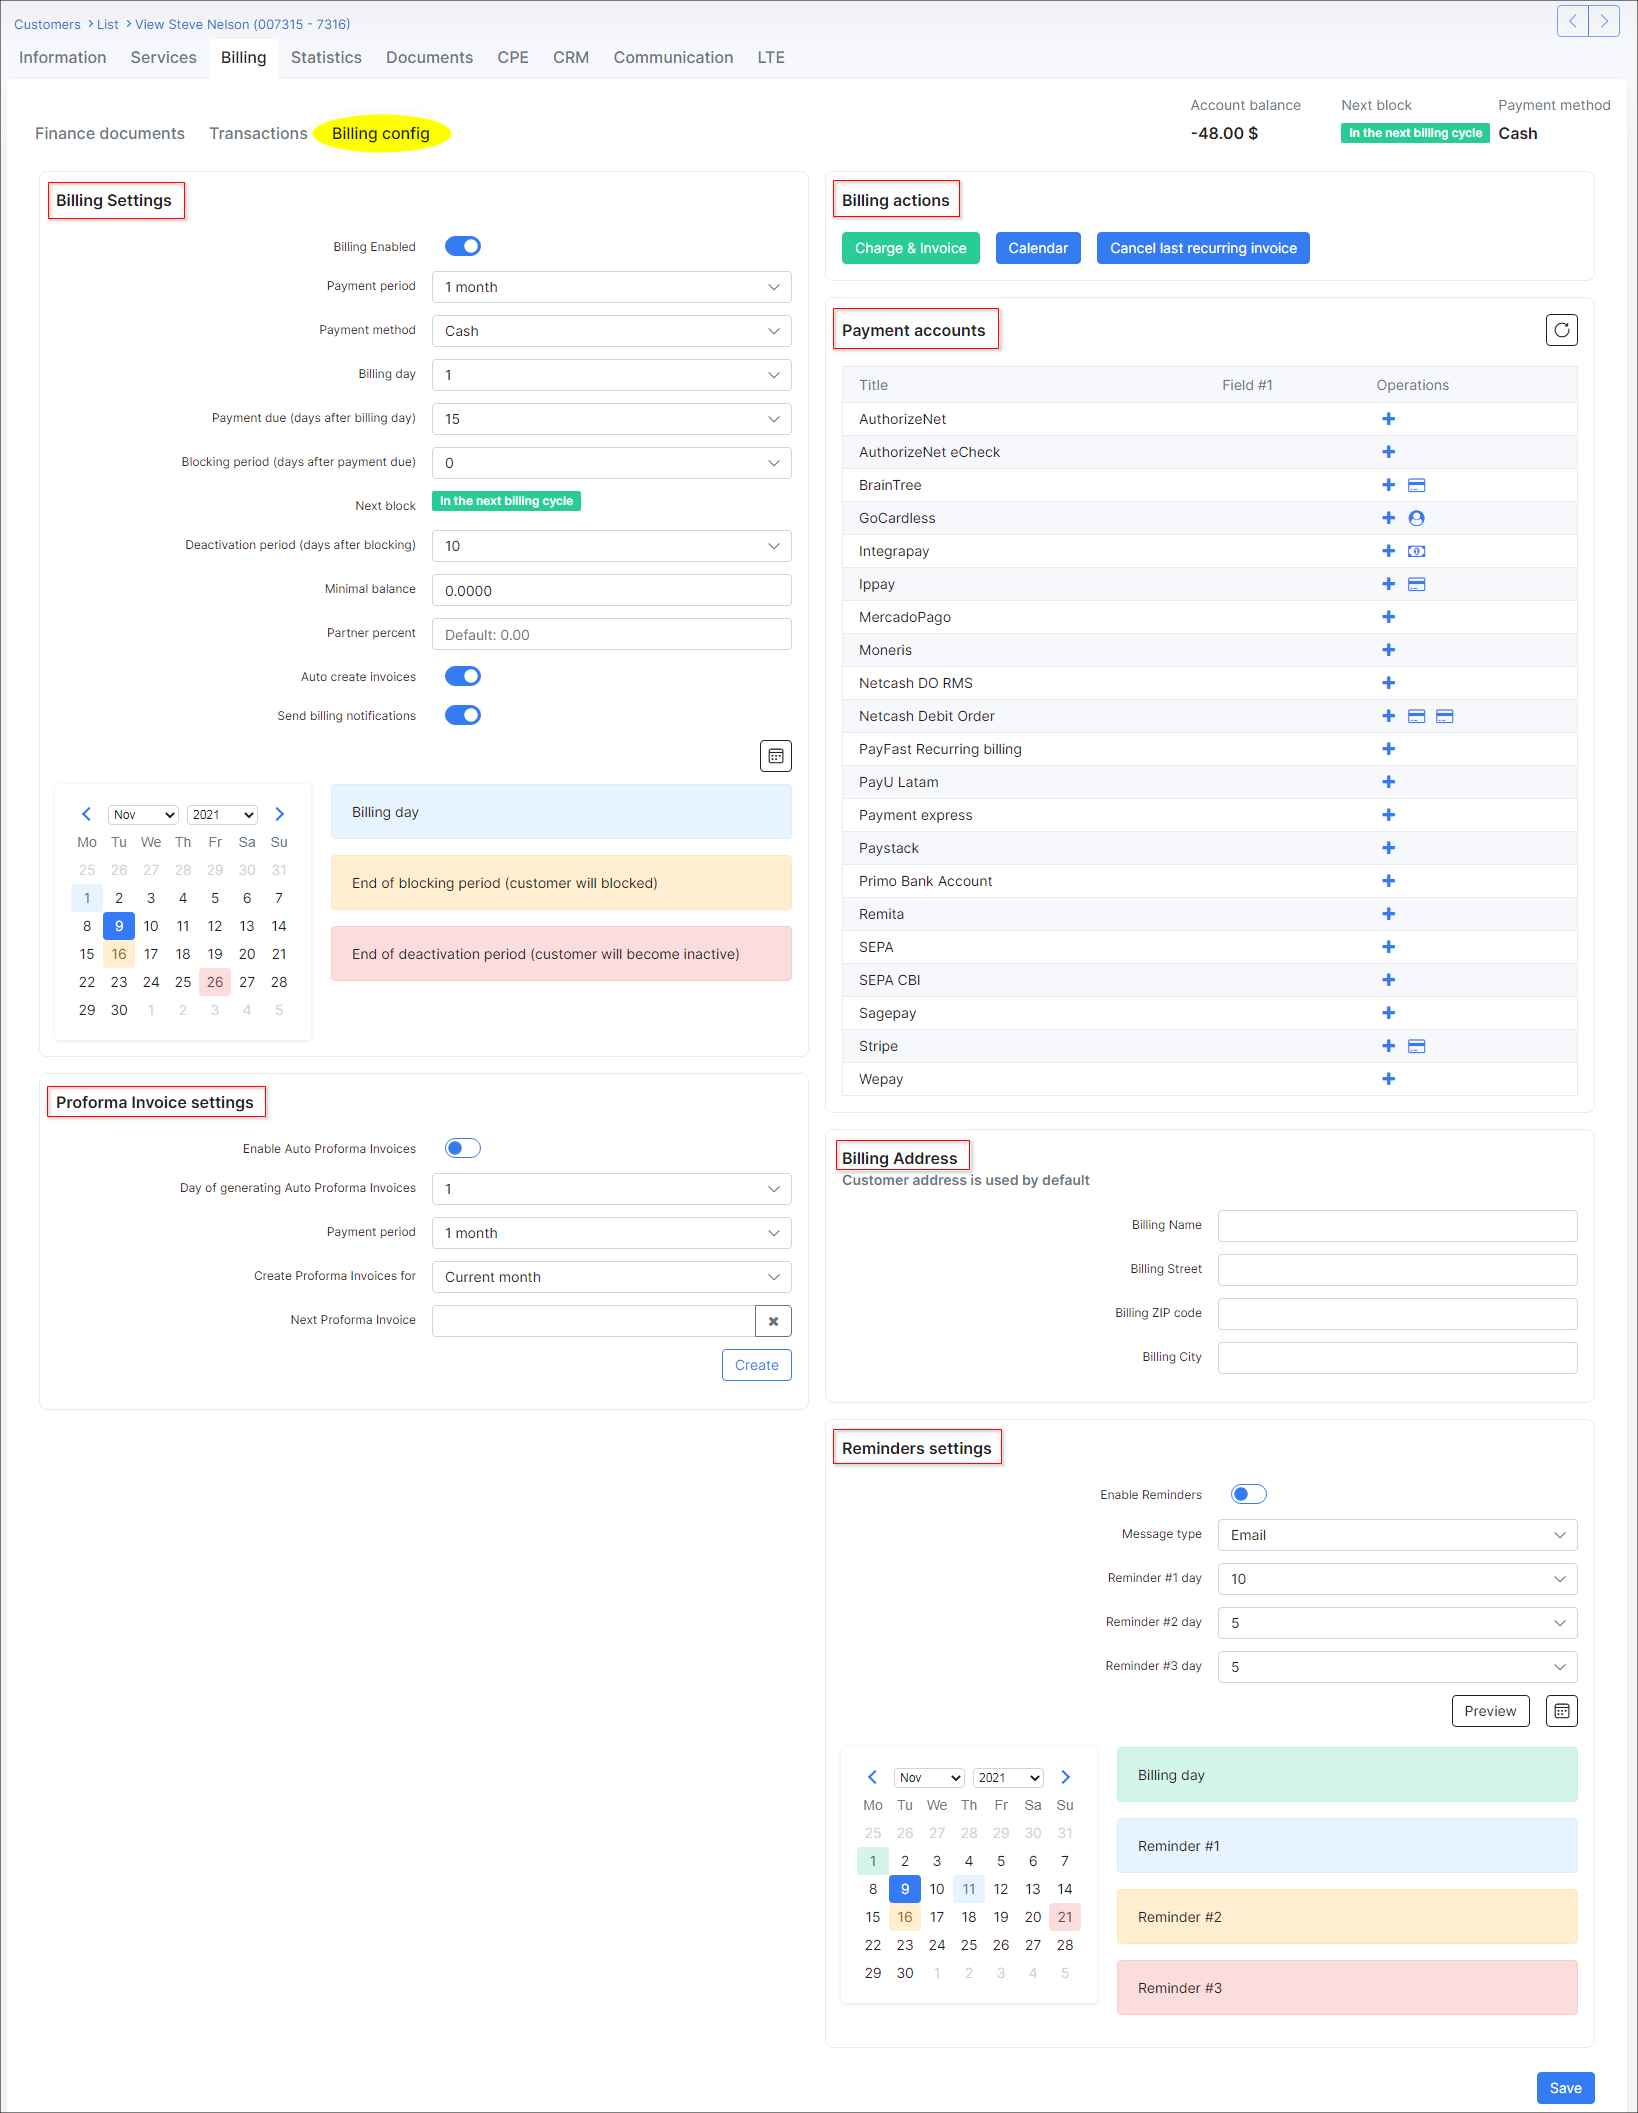 Customers › List › View Steve Nelson (007315 - 7316)
Information Services Billing Statistics Documents CPE CRM Communication LTE
Finance documents Transactions Billing config
Account balance Next block Payment method
-48.00 $ In the next billing cycle Cash
Billing Settings
Billing Enabled
Payment period 1 month
Payment method Cash
Billing day 1
Payment due (days after billing day) 15
Blocking period (days after payment due) 0
Next block In the next billing cycle
Deactivation period (days after blocking) 10
Minimal balance 0.0000
Partner percent Default: 0.00
Auto create invoices
Send billing notifications
Nov 2021
Mo Tu We Th Fr Sa Su
25 26 27 28 29 30 31
1 2 3 4 5 6 7
8 9 10 11 12 13 14
15 16 17 18 19 20 21
22 23 24 25 26 27 28
29 30 1 2 3 4 5
Billing day
End of blocking period (customer will blocked)
End of deactivation period (customer will become inactive)
Proforma Invoice settings
Enable Auto Proforma Invoices
Day of generating Auto Proforma Invoices 1
Payment period 1 month
Create Proforma Invoices for Current month
Next Proforma Invoice
Create
Billing actions
Charge & Invoice Calendar Cancel last recurring invoice
Payment accounts
Title Field #1 Operations
AuthorizeNet
AuthorizeNet eCheck
BrainTree
GoCardless
Integrapay
Ippay
MercadoPago
Moneris
Netcash DO RMS
Netcash Debit Order
PayFast Recurring billing
PayU Latam
Payment express
Paystack
Primo Bank Account
Remita
SEPA
SEPA CBI
Sagepay
Stripe
Wepay
Billing Address
Customer address is used by default
Billing Name
Billing Street
Billing ZIP code
Billing City
Reminders settings
Enable Reminders
Message type Email
Reminder #1 day 10
Reminder #2 day 5
Reminder #3 day 5
Preview
Nov 2021
Mo Tu We Th Fr Sa Su
25 26 27 28 29 30 31
1 2 3 4 5 6 7
8 9 10 11 12 13 14
15 16 17 18 19 20 21
22 23 24 25 26 27 28
29 30 1 2 3 4 5
Billing day
Reminder #1
Reminder #2
Reminder #3
Save